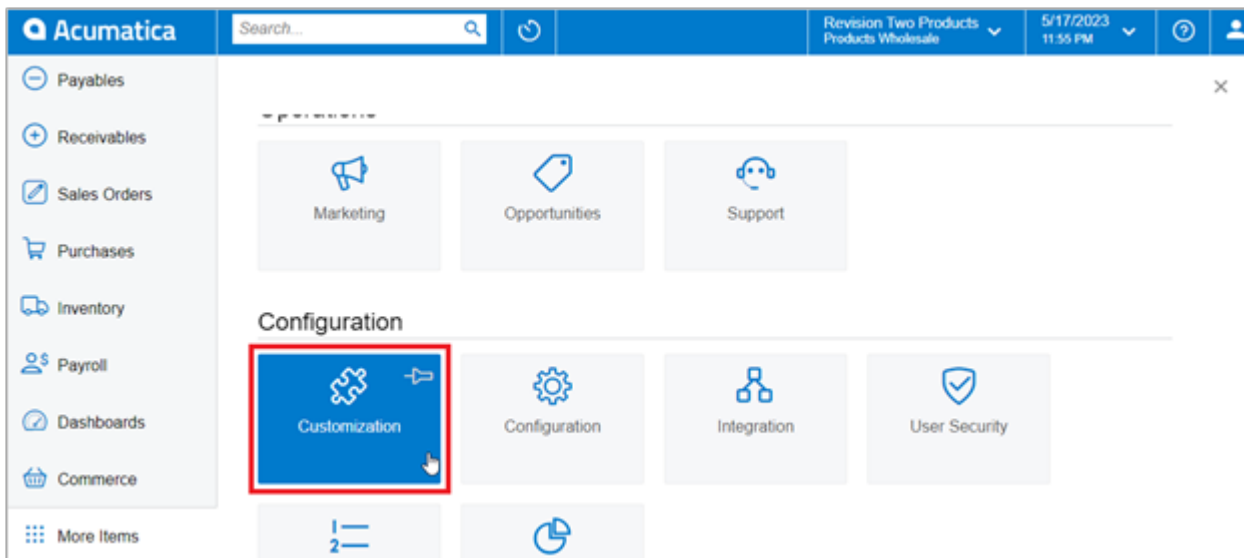 Acumatica
Search...
Revision Two Products
Products Wholesale
5/17/2023
11:55 PM
Payables
Receivables
Sales Orders
Purchases
Inventory
Payroll
Dashboards
Commerce
More Items
Operations
Marketing
Opportunities
Support
Configuration
Customization
Configuration
Integration
User Security